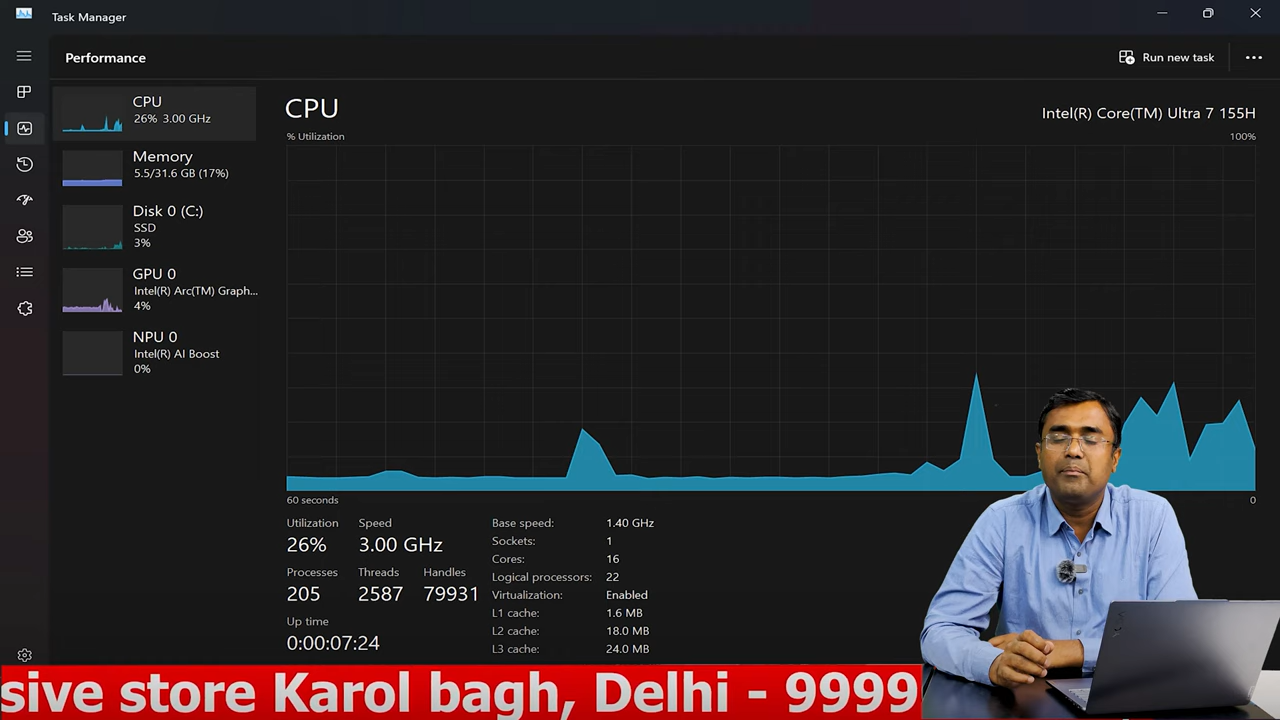 Task Manager
Performance
Run new task
CPU
26% 3.00 GHz
Memory
5.5/31.6 GB (17%)
Disk 0 (C:)
SSD
3%
GPU 0
Intel(R) Arc(TM) Graph...
4%
NPU 0
Intel(R) AI Boost
0%
CPU
Intel(R) Core(TM) Ultra 7 155H
% Utilization
100%
60 seconds
0
Utilization
26%
Speed
3.00 GHz
Processes
205
Threads
2587
Handles
79931
Up time
0:00:07:24
Base speed: 1.40 GHz
Sockets: 1
Cores: 16
Logical processors: 22
Virtualization: Enabled
L1 cache: 1.6 MB
L2 cache: 18.0 MB
L3 cache: 24.0 MB
sive store Karol bagh, Delhi - 9999